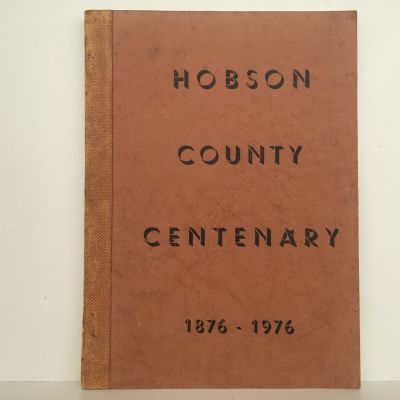 HOBSON
COUNTY
CENTENARY
1876 - 1976